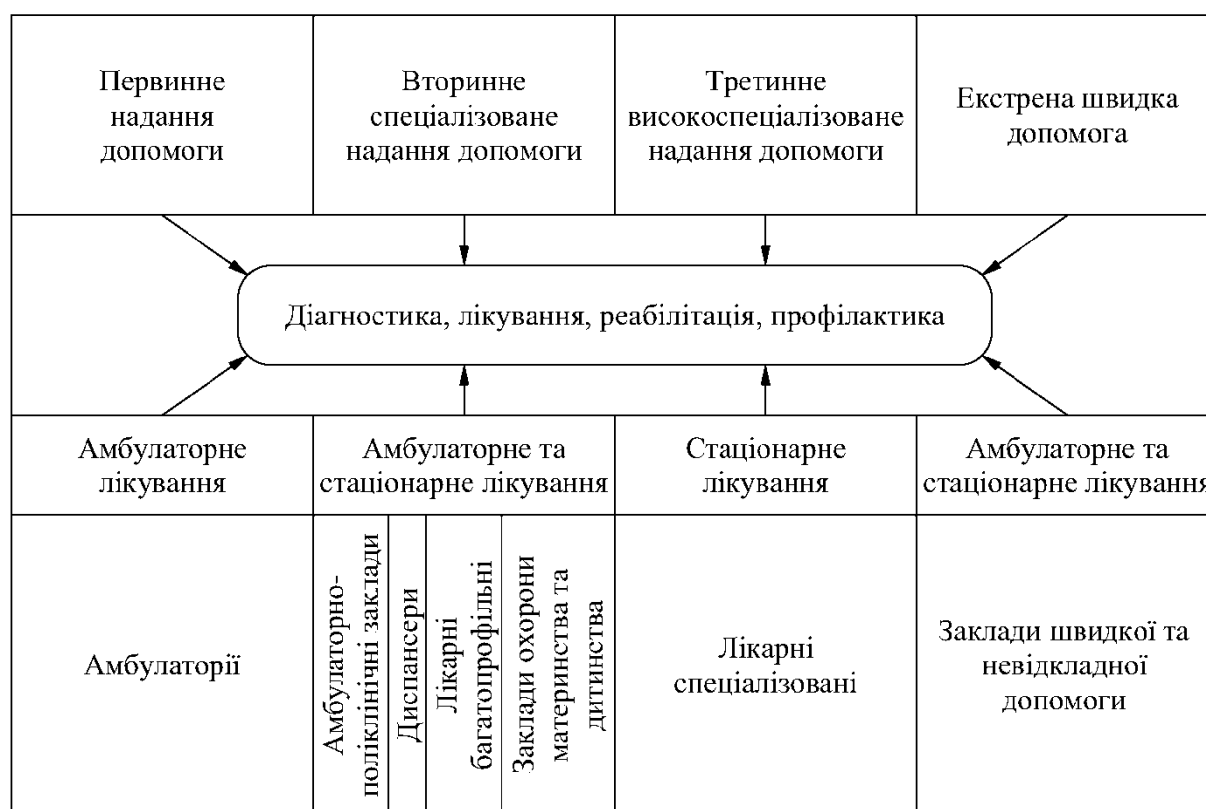 Первинне
надання
допомоги
Вторинне
спеціалізоване
надання допомоги
Третинне
високоспеціалізоване
надання допомоги
Екстрена швидка
допомога
Діагностика, лікування, реабілітація, профілактика
Амбулаторне
лікування
Амбулаторне та
стаціонарне лікування
Стаціонарне
лікування
Амбулаторне та
стаціонарне лікування
Амбулаторії
Амбулаторно-
поліклінічні заклади
Диспансери
Лікарні
багатопрофільні
Заклади охорони
материнства та
дитинства
Лікарні
спеціалізовані
Заклади швидкої та
невідкладної
допомоги